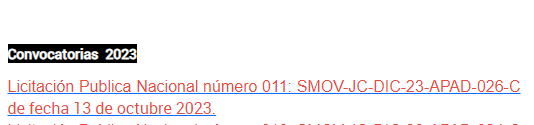 Convocatorias 2023
Licitación Publica Nacional número 011: SMOV-JC-DIC-23-APAD-026-C
de fecha 13 de octubre 2023.